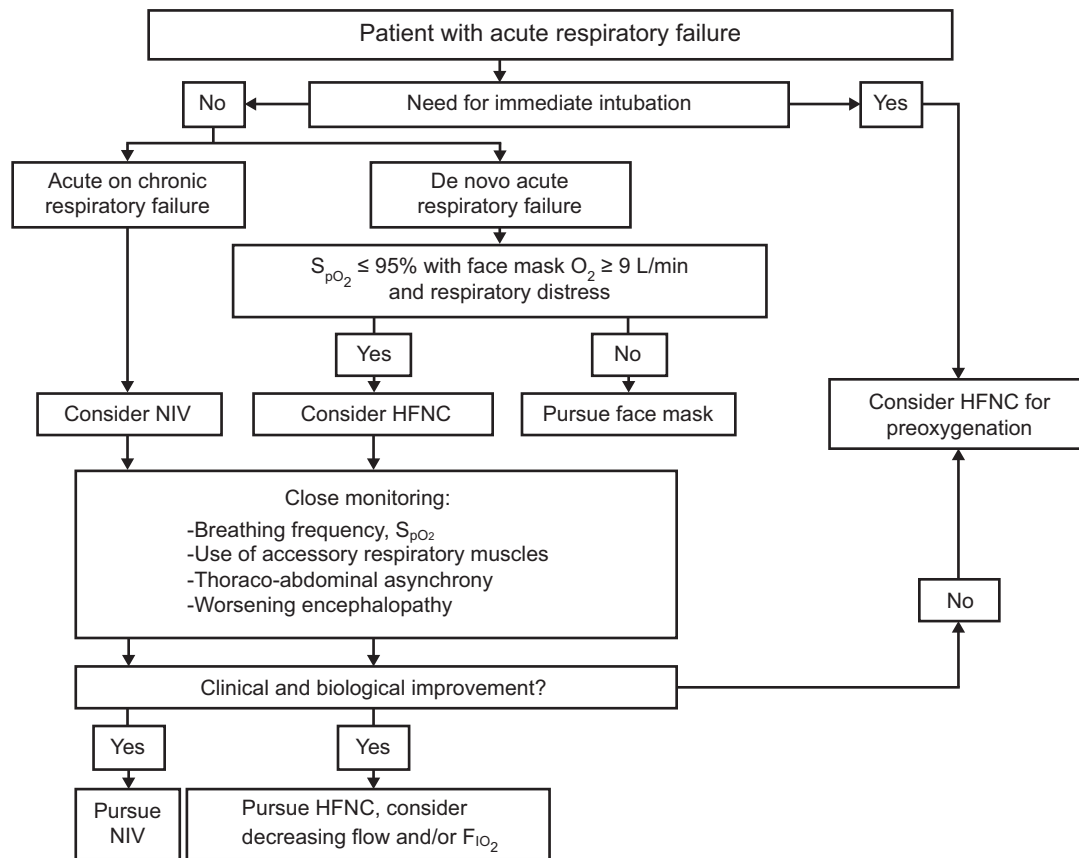 Patient with acute respiratory failure
No
Need for immediate intubation
Yes
Acute on chronic
respiratory failure
De novo acute
respiratory failure
SpO2 ≤ 95% with face mask O2 ≥ 9 L/min
and respiratory distress
Yes
No
Consider NIV
Consider HFNC
Pursue face mask
Consider HFNC for
preoxygenation
Close monitoring:
-Breathing frequency, SpO2
-Use of accessory respiratory muscles
-Thoraco-abdominal asynchrony
-Worsening encephalopathy
No
Clinical and biological improvement?
Yes
Yes
Pursue
NIV
Pursue HFNC, consider
decreasing flow and/or FIO2